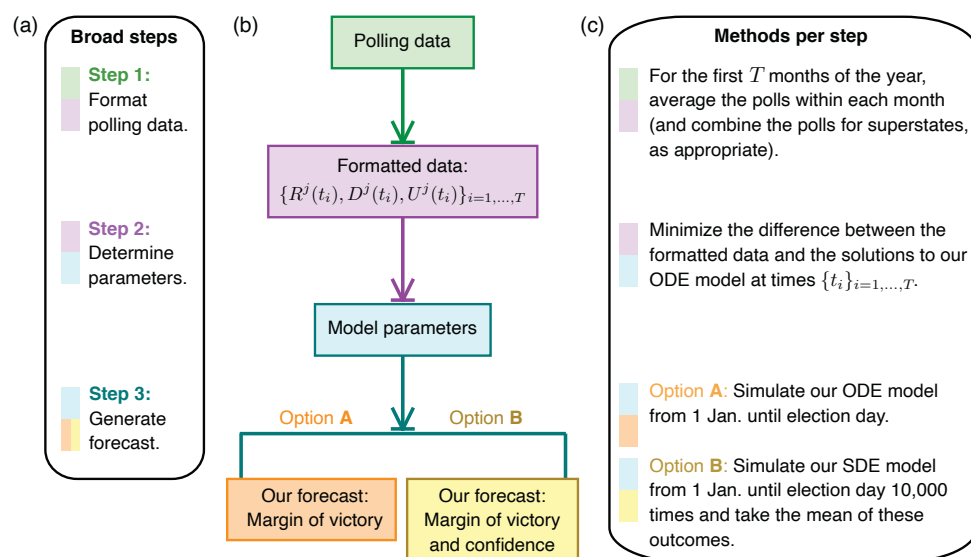 (a)
Broad steps
Step 1:
Format
polling data.
Step 2:
Determine
parameters.
Step 3:
Generate
forecast.
(b)
Polling data
Formatted data:
{R^j(t_i), D^j(t_i), U^j(t_i)}_{i=1,...,T}
Model parameters
Option A
Option B
Our forecast:
Margin of victory
Our forecast:
Margin of victory
and confidence
(c)
Methods per step
For the first T months of the year,
average the polls within each month
(and combine the polls for superstates,
as appropriate).
Minimize the difference between the
formatted data and the solutions to our
ODE model at times {t_i}_{i=1,...,T}.
Option A: Simulate our ODE model
from 1 Jan. until election day.
Option B: Simulate our SDE model
from 1 Jan. until election day 10,000
times and take the mean of these
outcomes.